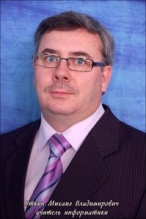 Михаил Владимирович
учитель информатики